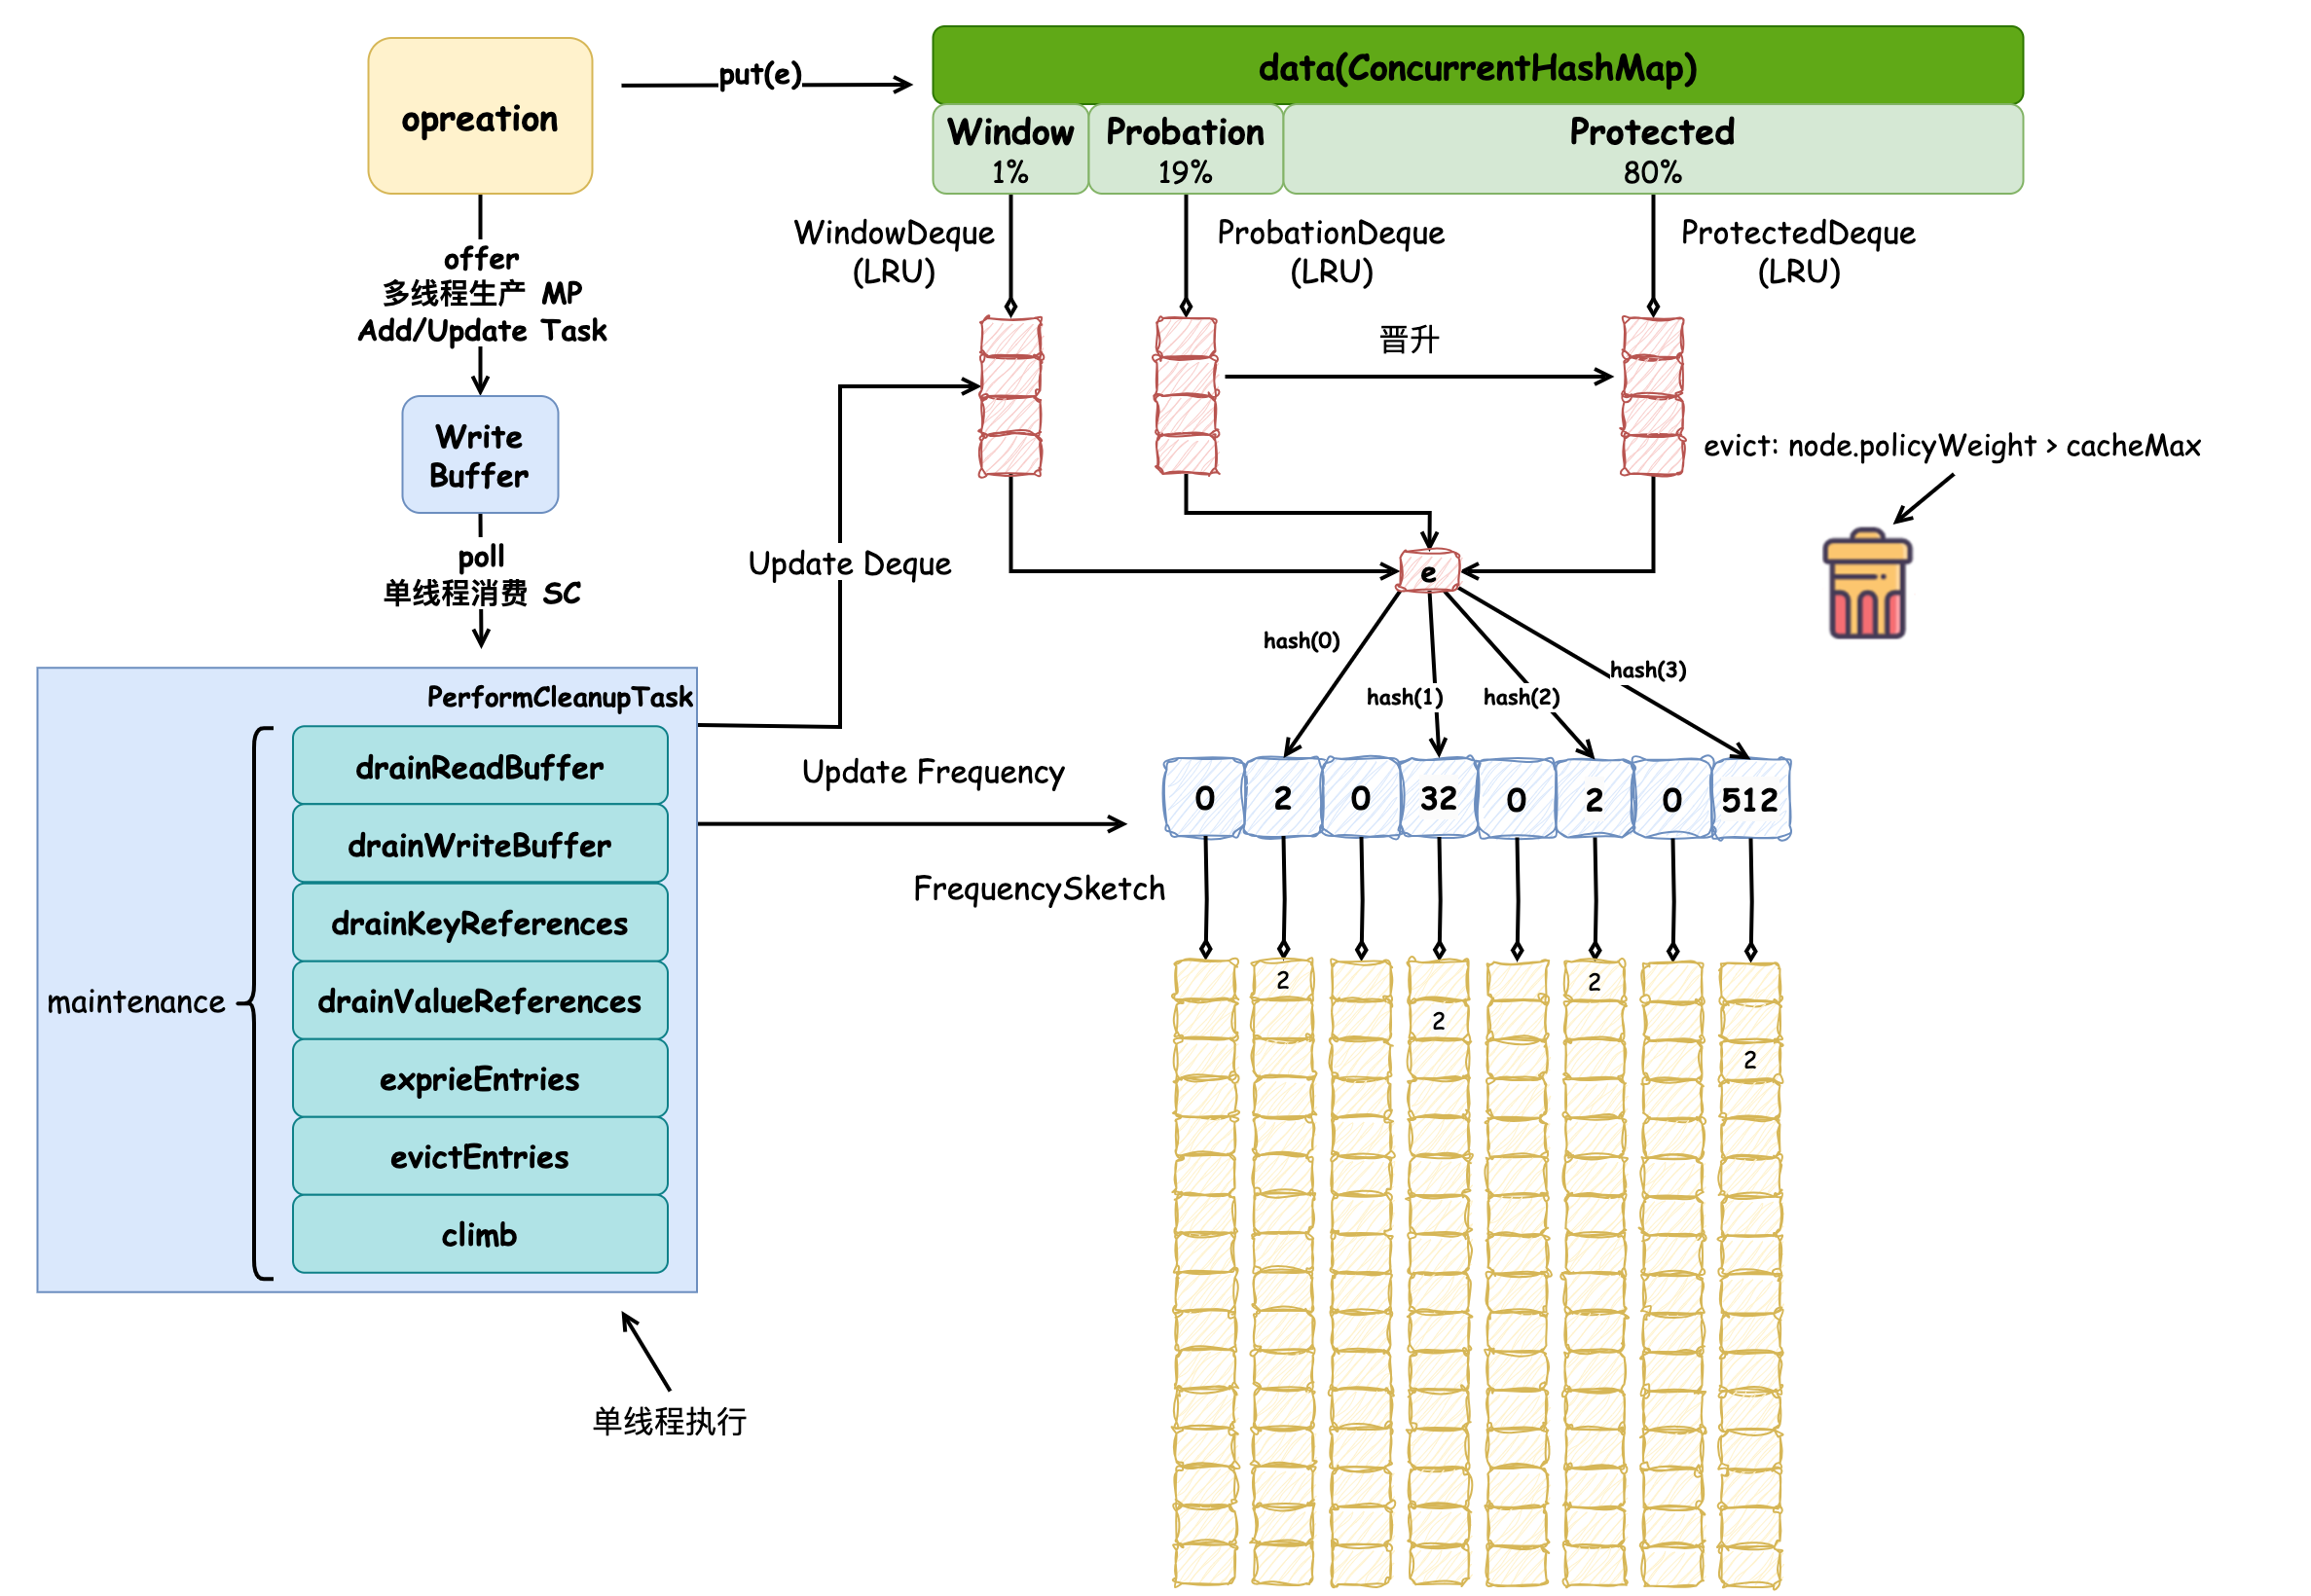 opreation
put(e)
data(ConcurrentHashMap)
Window
1%
Probation
19%
Protected
80%
offer
多线程生产 MP
Add/Update Task
WindowDeque
(LRU)
ProbationDeque
(LRU)
ProtectedDeque
(LRU)
晋升
Write
Buffer
evict: node.policyWeight > cacheMax
poll
单线程消费 SC
Update Deque
e
hash(0)
hash(1)
hash(2)
hash(3)
PerformCleanupTask
maintenance
drainReadBuffer
drainWriteBuffer
drainKeyReferences
drainValueReferences
exprieEntries
evictEntries
climb
单线程执行
Update Frequency
FrequencySketch
0 2 0 32 0 2 0 512
2 2
2
2